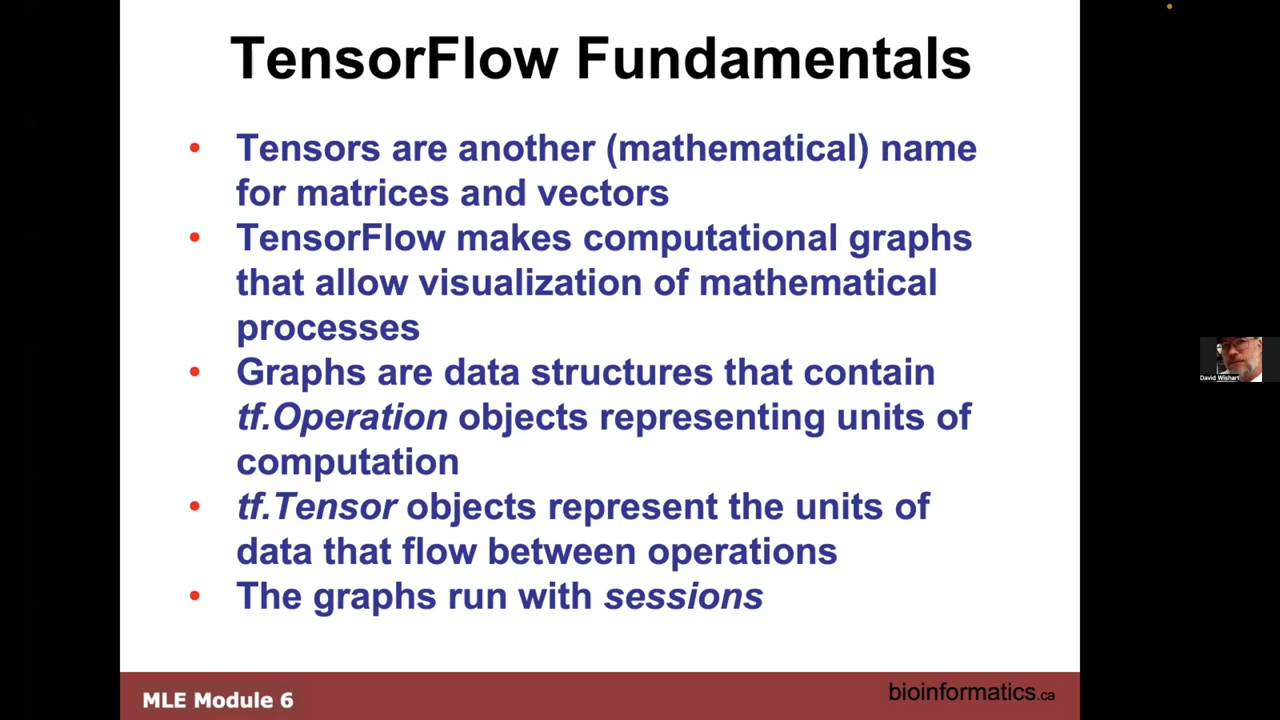 TensorFlow Fundamentals
• Tensors are another (mathematical) name
for matrices and vectors
• TensorFlow makes computational graphs
that allow visualization of mathematical
processes
• Graphs are data structures that contain
tf.Operation objects representing units of
computation
• tf.Tensor objects represent the units of
data that flow between operations
• The graphs run with sessions
David Wishart
MLE Module 6
bioinformatics.ca